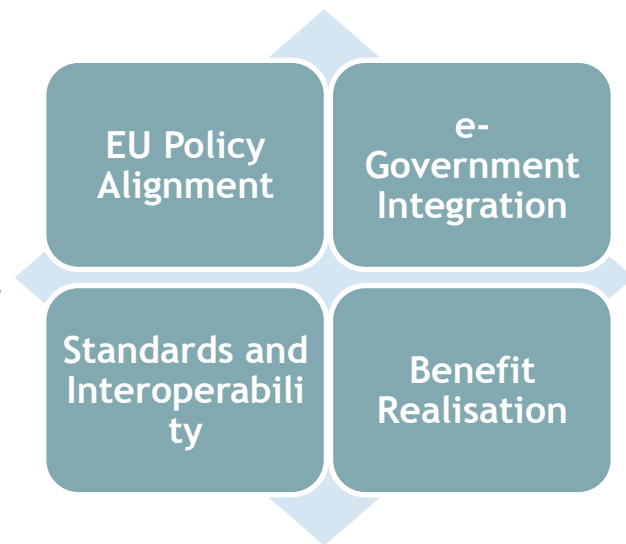 EU Policy
Alignment
e-
Government
Integration
Standards and
Interoperabili
ty
Benefit
Realisation